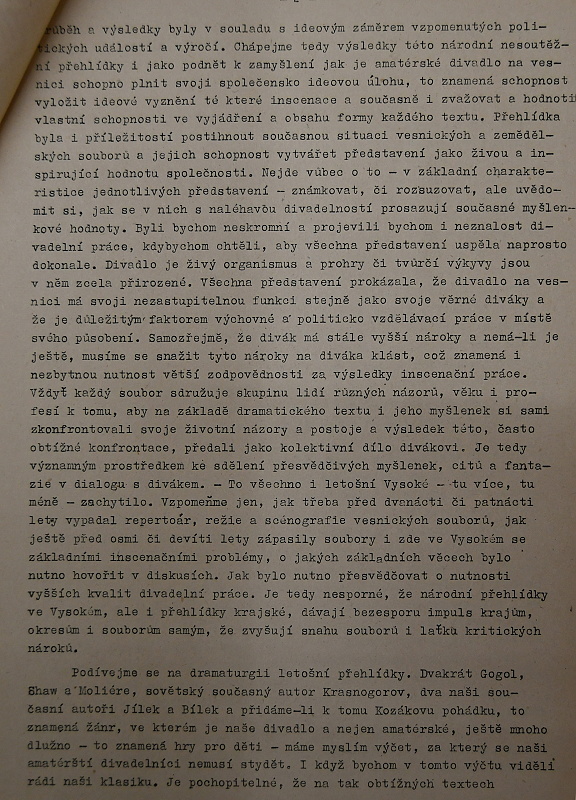 - 2 -
průběh a výsledky byly v souladu s ideovým záměrem vzpomenutých poli-
tických událostí a výročí. Chápejme tedy výsledky této národní nesoutěž-
ní přehlídky i jako podnět k zamyšlení jak je amatérské divadlo na ves-
nici schopno plnit svoji společensko ideovou úlohu, to znamená schopnost
vyložit ideové vyznění té které inscenace a současně i zvažovat a hodnotit
vlastní schopnosti ve vyjádření a obsahu formy každého textu. Přehlídka
byla i příležitostí postihnout současnou situaci vesnických a zeměděl-
ských souborů a jejich schopnost vytvářet představení jako živou a in-
spirující hodnotu společnosti. Nejde vůbec o to - v základní charakte-
ristice jednotlivých představení - známkovat, či rozsuzovat, ale uvědo-
mit si, jak se v nich s naléhavou divadelností prosazují současné myšlen-
kové hodnoty. Byli bychom neskromní a projevili bychom i neznalost di-
vadelní práce, kdybychom chtěli, aby všechna představení uspěla naprosto
dokonale. Divadlo je živý organismus a prohry či tvůrčí výkyvy jsou
v něm zcela přirozené. Všechna představení prokázala, že divadlo na ves-
nici má svoji nezastupitelnou funkci stejně jako svoje věrné diváky a
že je důležitým faktorem výchovné a politicko vzdělávací práce v místě
svého působení. Samozřejmě, že divák má stále vyšší nároky a nemá-li je
ještě, musíme se snažit tyto nároky na diváka klást, což znamená i
nezbytnou nutnost větší zodpovědnosti za výsledky inscenační práce.
Vždyť každý soubor sdružuje skupinu lidí různých názorů, věku i pro-
fesí k tomu, aby na základě dramatického textu i jeho myšlenek si sami
zkonfrontovali svoje životní názory a postoje a výsledek této, často
obtížné konfrontace, předali jako kolektivní dílo divákovi. Je tedy
významným prostředkem ke sdělení přesvědčivých myšlenek, citů a fanta-
zie v dialogu s divákem. - To všechno i letošní Vysoké - tu více, tu
méně - zachytilo. Vzpomeňme jen, jak třeba před dvanácti či patnácti
lety vypadal repertoár, režie a scénografie vesnických souborů, jak
ještě před osmi či devíti lety zápasily soubory i zde ve Vysokém se
základními inscenačními problémy, o jakých základních věcech bylo
nutno hovořit v diskusích. Jak bylo nutno přesvědčovat o nutnosti
vyšších kvalit divadelní práce. Je tedy nesporné, že národní přehlídky
ve Vysokém, ale i přehlídky krajské, dávají bezesporu impuls krajům,
okresům i souborům samým, že zvyšují snahu souborů i laťku kritických
nároků.
Podívejme se na dramaturgii letošní přehlídky. Dvakrát Gogol,
Shaw a Moliére, sovětský současný autor Krasnogorov, dva naši sou-
časní autoři Jílek a Bílek a přidáme-li k tomu Kozákovu pohádku, to
znamená žánr, ve kterém je naše divadlo a nejen amatérské, ještě mnoho
dlužno - to znamená hry pro děti - máme myslím výčet, za který se naši
amatérští divadelníci nemusí stydět. I když bychom v tomto výčtu viděli
rádi naši klasiku. Je pochopitelné, že na tak obtížných textech